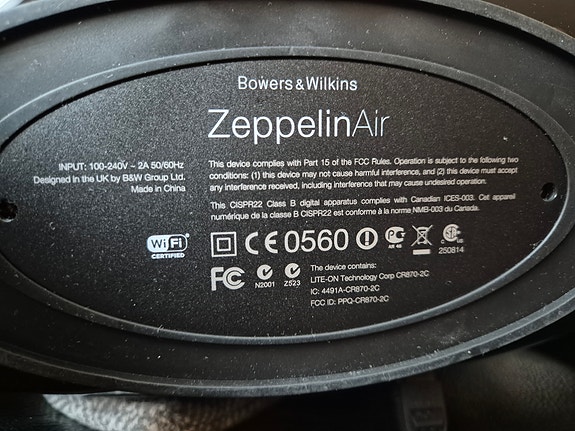 Bowers & Wilkins
ZeppelinAir
INPUT: 100-240V ~ 2A 50/60Hz
Designed in the UK by B&W Group Ltd.
Made in China
This device complies with Part 15 of the FCC Rules. Operation is subject to the following two
conditions: (1) this device may not cause harmful interference, and (2) this device must accept
any interference received, including interference that may cause undesired operation.
This CISPR22 Class B digital apparatus complies with Canadian ICES-003. Cet appareil
numérique de la classe B CISPR22 est conforme à la norma NMB-003 du Canada.
Wi Fi
CERTIFIED
CE 0560
250814
FC
N2001
Z523
The device contains:
LITE-ON Technology Corp CR870-2C
IC: 4491A-CR870-2C
FCC ID: PPQ-CR870-2C